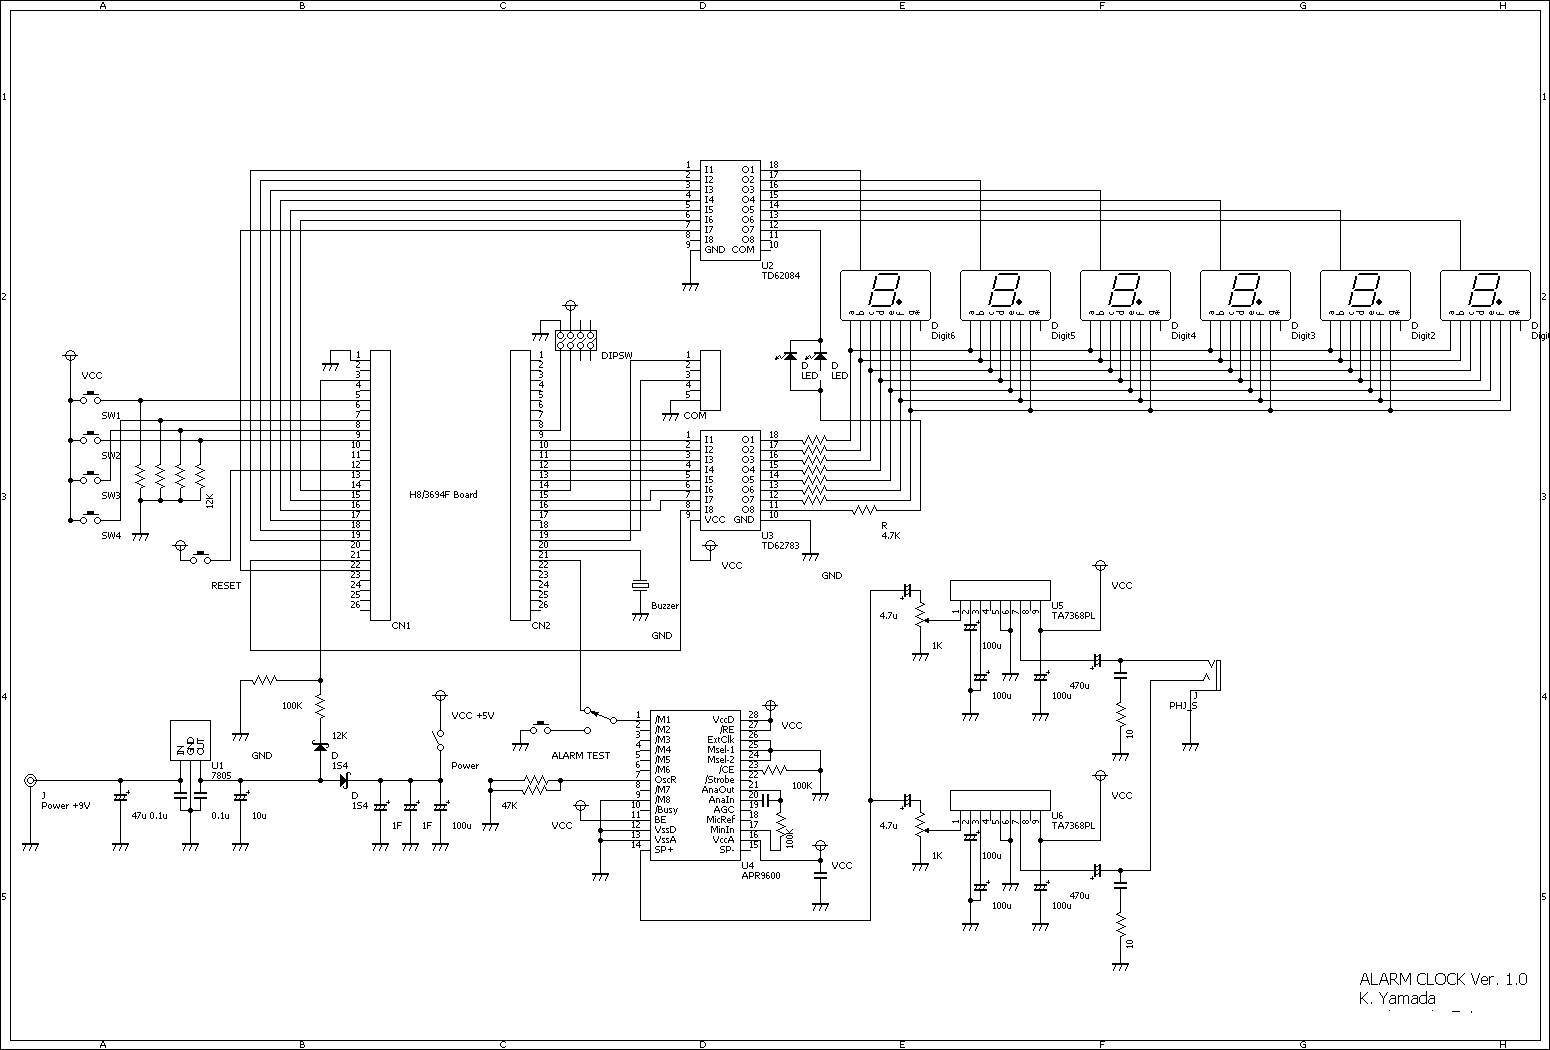 A B C D E F G H
1 1
1 I1 O1 18
2 I2 O2 17
3 I3 O3 16
4 I4 O4 15
5 I5 O5 14
6 I6 O6 13
7 I7 O7 12
8 I8 O8 11
9 GND COM 10
U2
TD62084
2 2
a b c d e f g *
a b c d e f g *
a b c d e f g *
a b c d e f g *
a b c d e f g *
a b c d e f g *
D
Digit6
D
Digit5
D
Digit4
D
Digit3
D
Digit2
D
Digit
DIPSW
D
LED
D
LED
VCC
SW1
SW2
SW3
SW4
12K
RESET
1
2
3
4
5
6
7
8
9
10
11
12
13
14
15
16
17
18
19
20
21
22
23
24
25
26
CN1
H8/3694F Board
1
2
3
4
5
6
7
8
9
10
11
12
13
14
15
16
17
18
19
20
21
22
23
24
25
26
CN2
1
2
3
4
5
COM
1 I1 O1 18
2 I2 O2 17
3 I3 O3 16
4 I4 O4 15
5 I5 O5 14
6 I6 O6 13
7 I7 O7 12
8 I8 O8 11
9 VCC GND 10
U3
TD62783
VCC
GND
R
4.7K
3 3
Buzzer
GND
4.7u
1K
1 2 3 4 5 6 7 8 9
U5
TA7368PL
VCC
100u
100u
100u
470u
10
J
PHJ_S
4 4
100K
GND
12K
D
1S4
IN GND OUT
U1
7805
J
Power +9V
47u 0.1u
0.1u
10u
D
1S4
1F
1F
100u
VCC +5V
Power
ALARM TEST
47K
VCC
1 /M1 VccD 28
2 /M2 /RE 27
3 /M3 ExtClk 26
4 /M4 Msel-1 25
5 /M5 Msel-2 24
6 /M6 /CE 23
7 OscR /Strobe 22
8 /M7 AnaOut 21
9 /M8 AnaIn 20
10 /Busy AGC 19
11 BE MicRef 18
12 VssD MinIn 17
13 VssA VccA 16
14 SP+ SP- 15
U4
APR9600
VCC
100K
100K
VCC
4.7u
1K
1 2 3 4 5 6 7 8 9
U6
TA7368PL
VCC
100u
100u
100u
470u
10
5 5
ALARM CLOCK Ver. 1.0
K. Yamada
A B C D E F G H